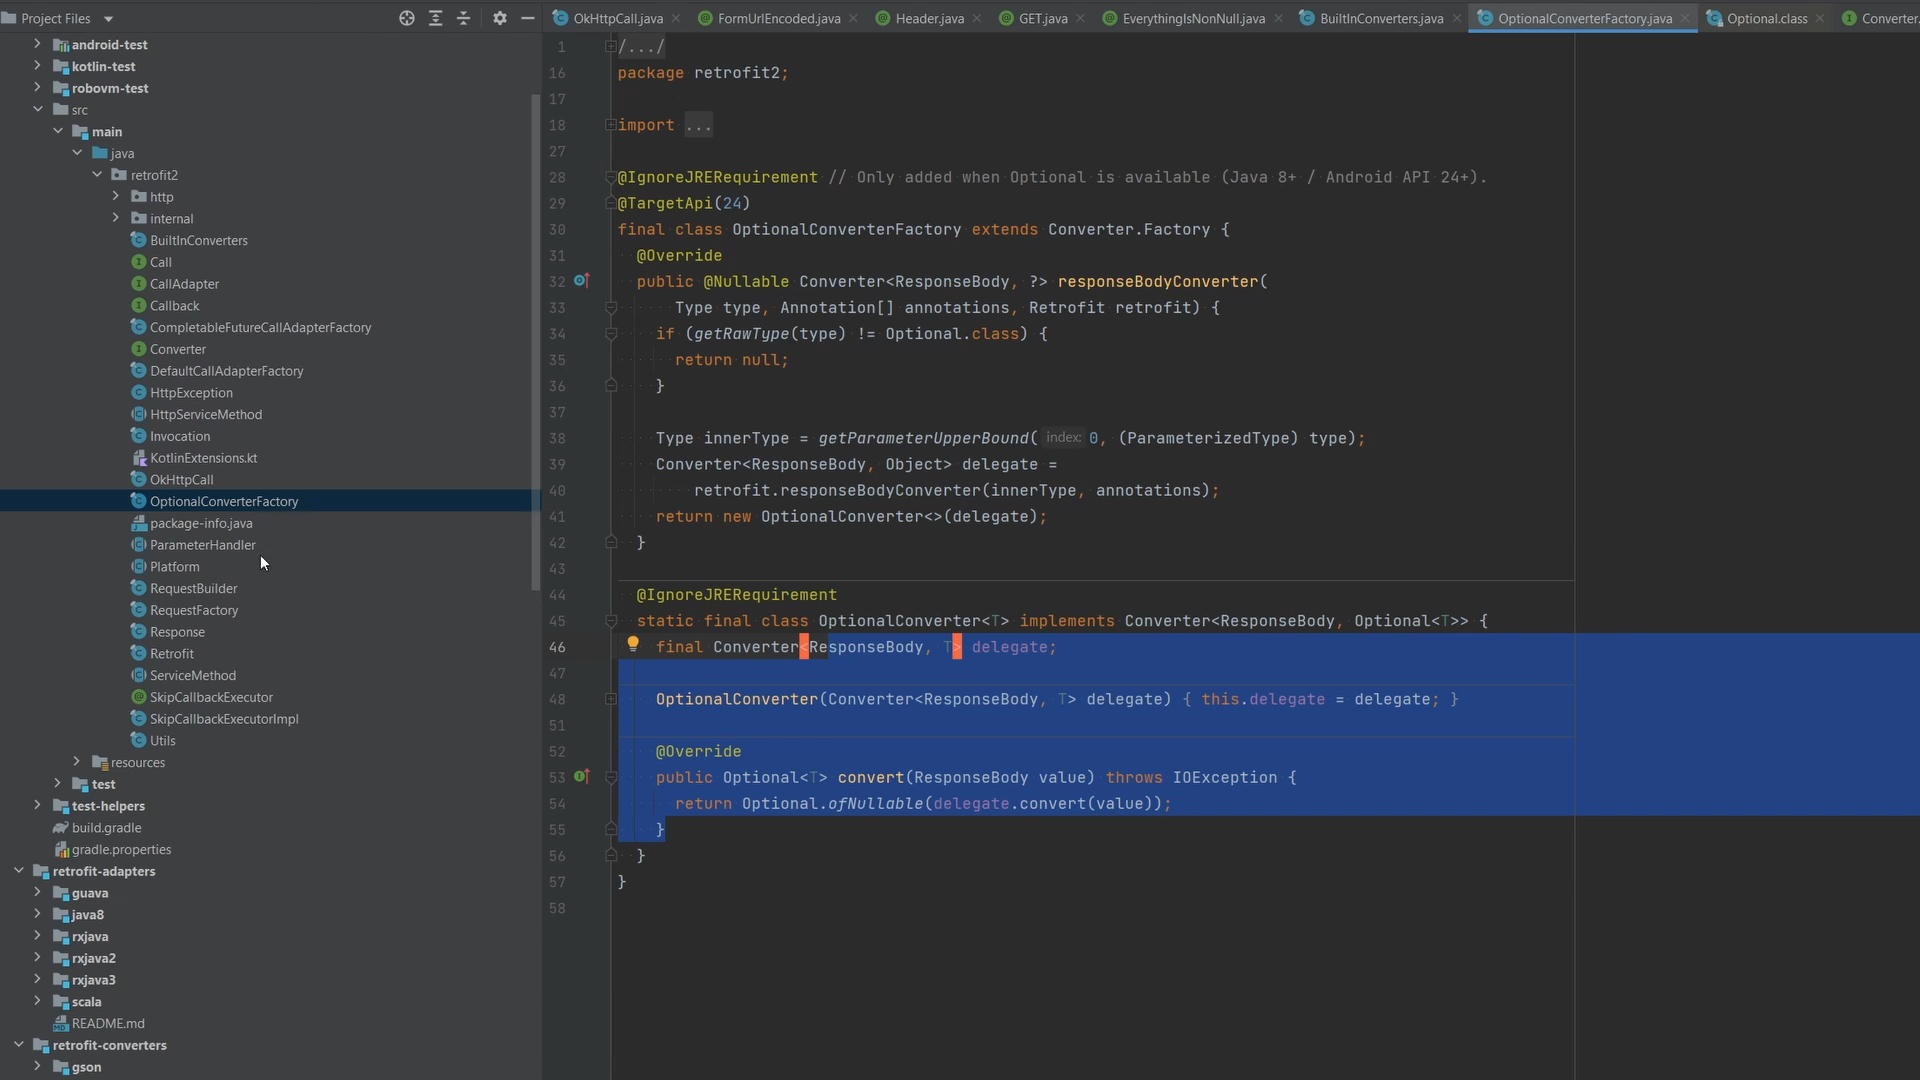 Project Files
android-test
kotlin-test
robovm-test
src
main
java
retrofit2
http
internal
BuiltInConverters
Call
CallAdapter
Callback
CompletableFutureCallAdapterFactory
Converter
DefaultCallAdapterFactory
HttpException
HttpServiceMethod
Invocation
KotlinExtensions.kt
OkHttpCall
OptionalConverterFactory
package-info.java
ParameterHandler
Platform
RequestBuilder
RequestFactory
Response
Retrofit
ServiceMethod
SkipCallbackExecutor
SkipCallbackExecutorImpl
Utils
resources
test
test-helpers
build.gradle
gradle.properties
retrofit-adapters
guava
java8
rxjava
rxjava2
rxjava3
scala
README.md
retrofit-converters
gson
OkHttpCall.java FormUrlEncoded.java Header.java GET.java EverythingIsNonNull.java BuiltInConverters.java OptionalConverterFactory.java Optional.class Converter.
1 /.../
16 package retrofit2;
17
18 import ...
27
28 @IgnoreJRERequirement // Only added when Optional is available (Java 8+ / Android API 24+).
29 @TargetApi(24)
30 final class OptionalConverterFactory extends Converter.Factory {
31 @Override
32 public @Nullable Converter<ResponseBody, ?> responseBodyConverter(
33 Type type, Annotation[] annotations, Retrofit retrofit) {
34 if (getRawType(type) != Optional.class) {
35 return null;
36 }
37
38 Type innerType = getParameterUpperBound( index: 0, (ParameterizedType) type);
39 Converter<ResponseBody, Object> delegate =
40 retrofit.responseBodyConverter(innerType, annotations);
41 return new OptionalConverter<>(delegate);
42 }
43
44 @IgnoreJRERequirement
45 static final class OptionalConverter<T> implements Converter<ResponseBody, Optional<T>> {
46 final Converter<ResponseBody, T> delegate;
47
48 OptionalConverter(Converter<ResponseBody, T> delegate) { this.delegate = delegate; }
51
52 @Override
53 public Optional<T> convert(ResponseBody value) throws IOException {
54 return Optional.ofNullable(delegate.convert(value));
55 }
56 }
57 }
58